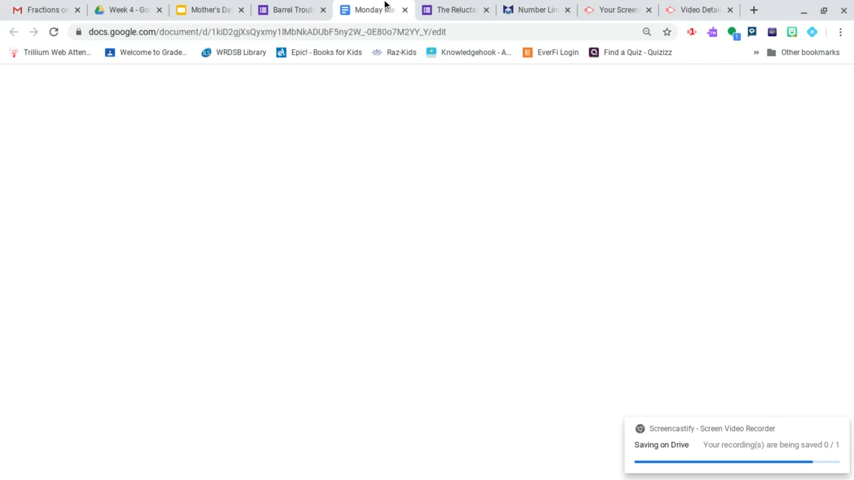 Fractions or
Week 4 - Go
Mother's Da
Barrel Trout
Monday Ma
The Relucta
Number Lin
Your Screen
Video Detail
docs.google.com/document/d/1kiD2gjXsQyxmy1lMbNkADUbF5ny2W_-0E80o7M2YY_Y/edit
Trillium Web Atten... Welcome to Grade... WRDSB Library Epic! - Books for Kids Raz-Kids Knowledgehook - A... EverFi Login Find a Quiz - Quizizz » Other bookmarks
Screencastify - Screen Video Recorder
Saving on Drive Your recording(s) are being saved 0 / 1